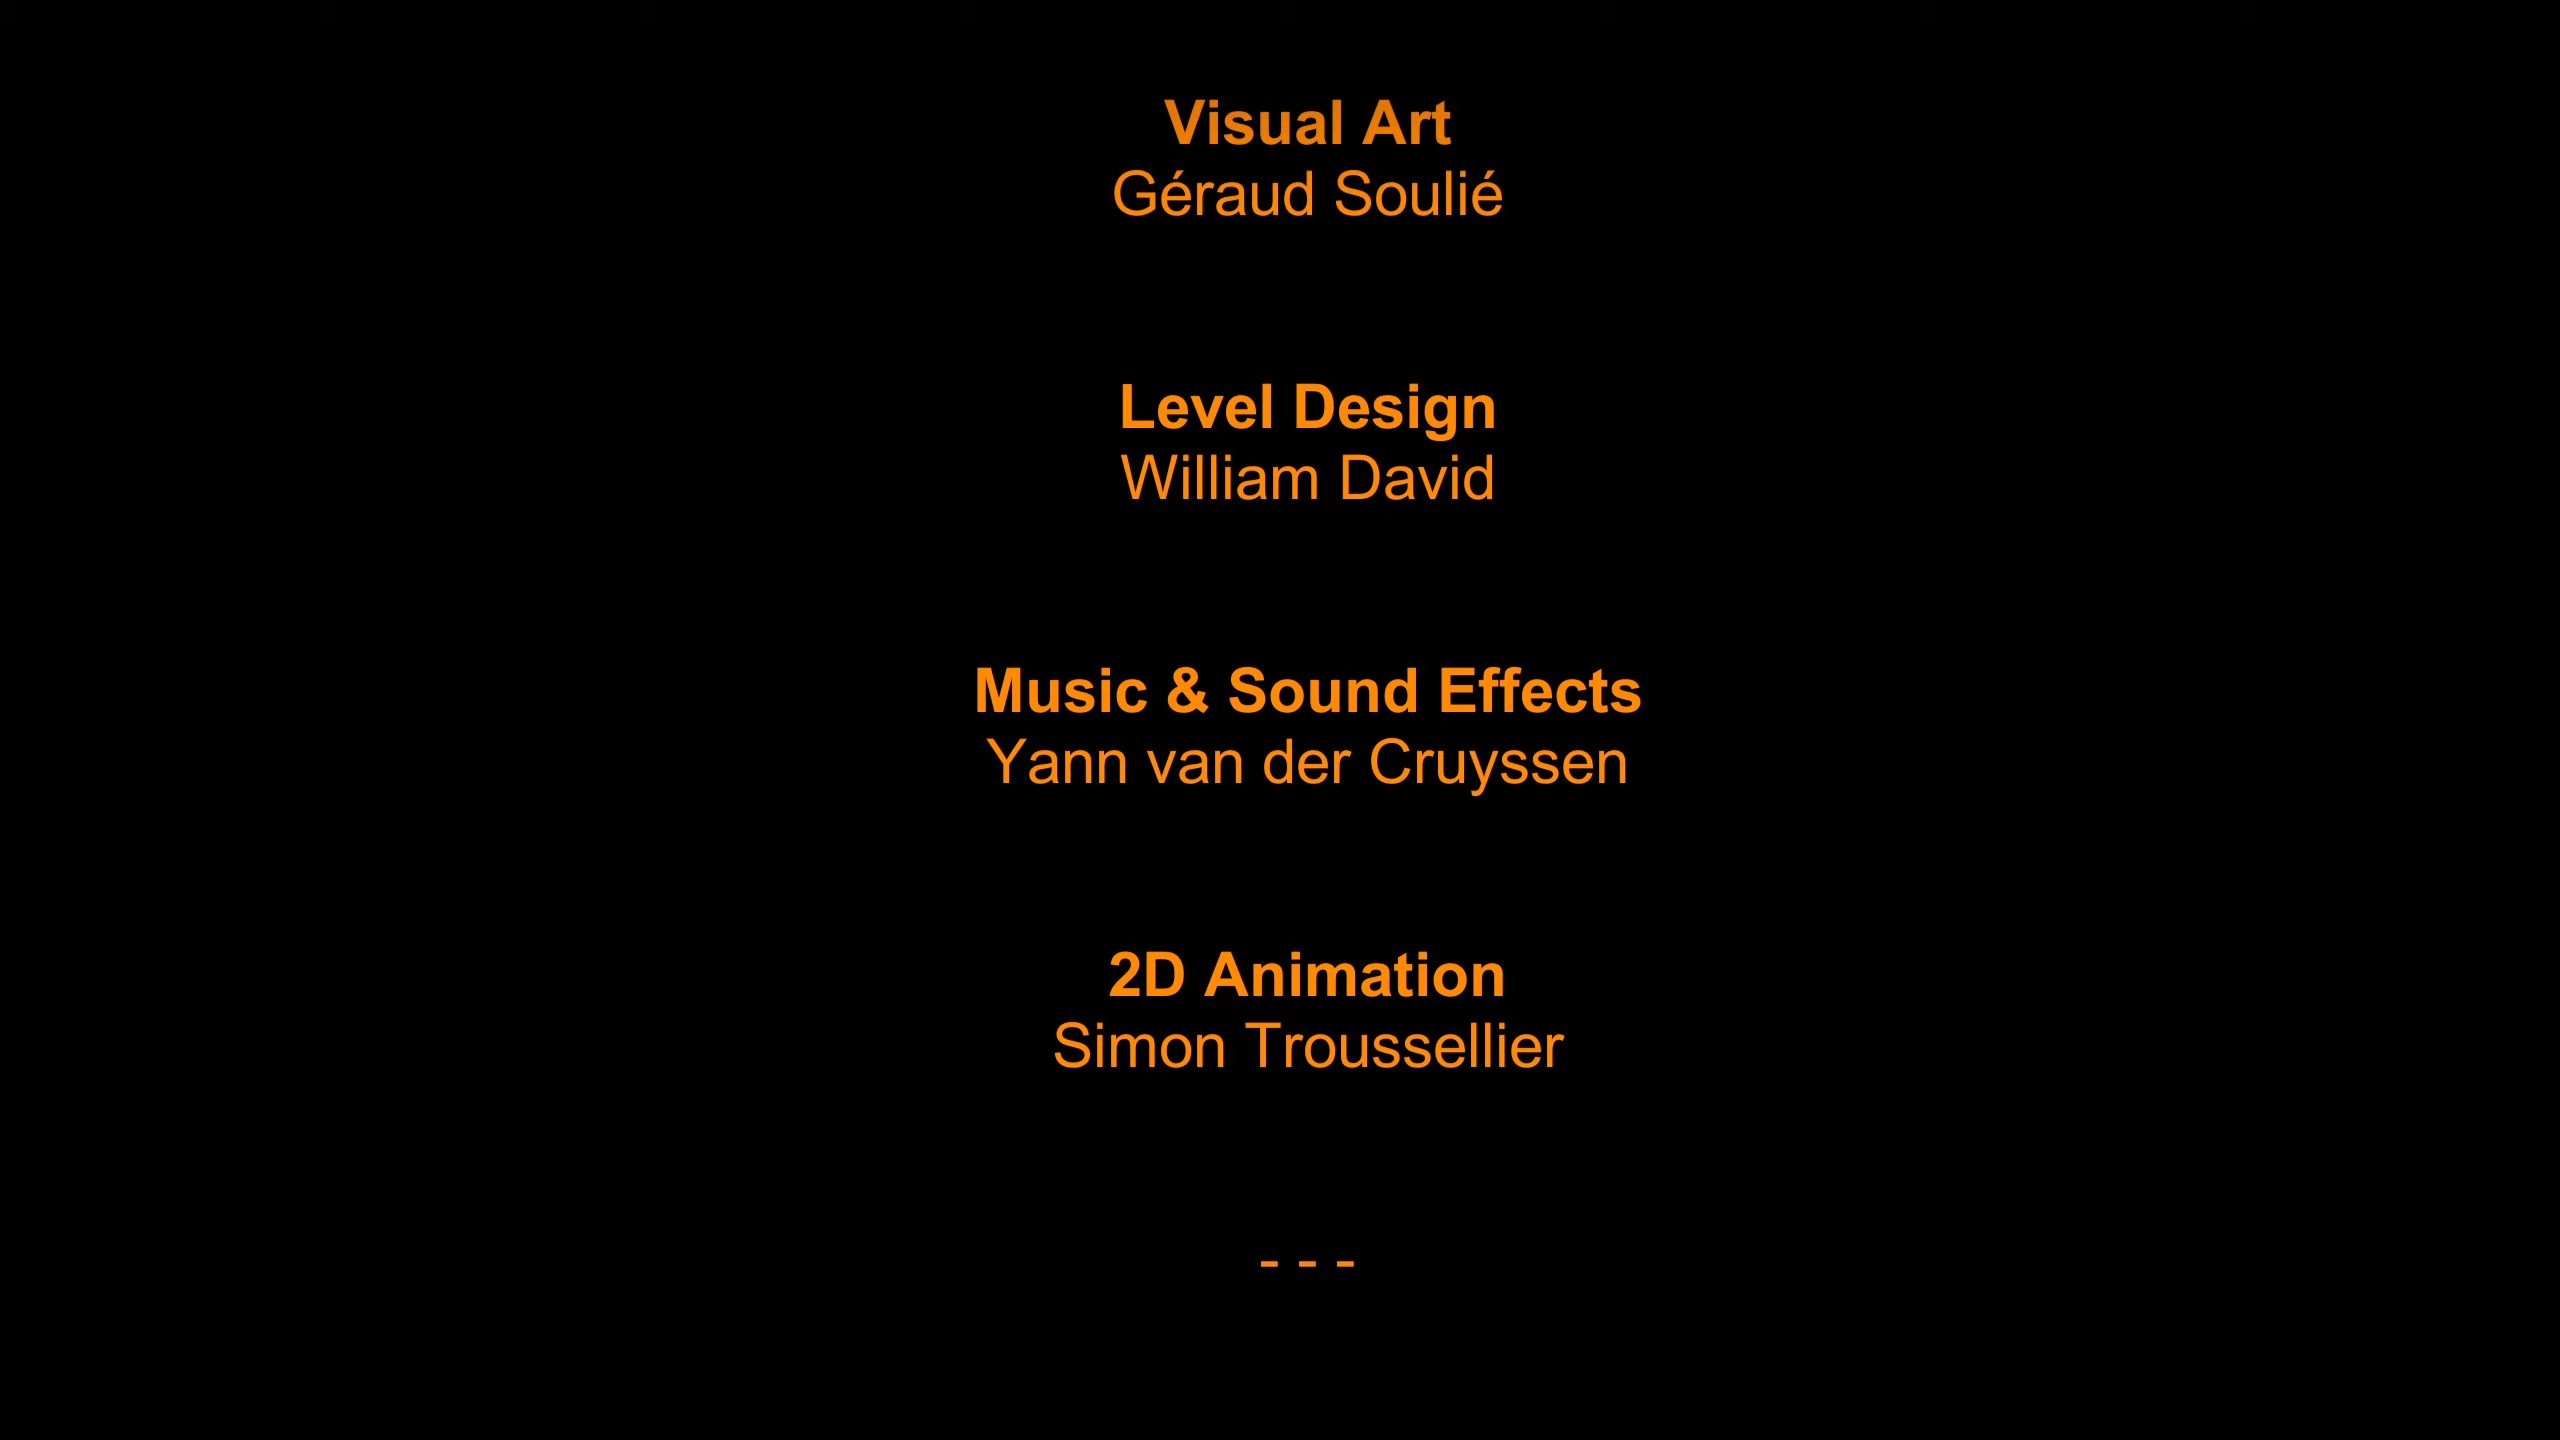 Visual Art
Géraud Soulié
Level Design
William David
Music & Sound Effects
Yann van der Cruyssen
2D Animation
Simon Troussellier
- - -